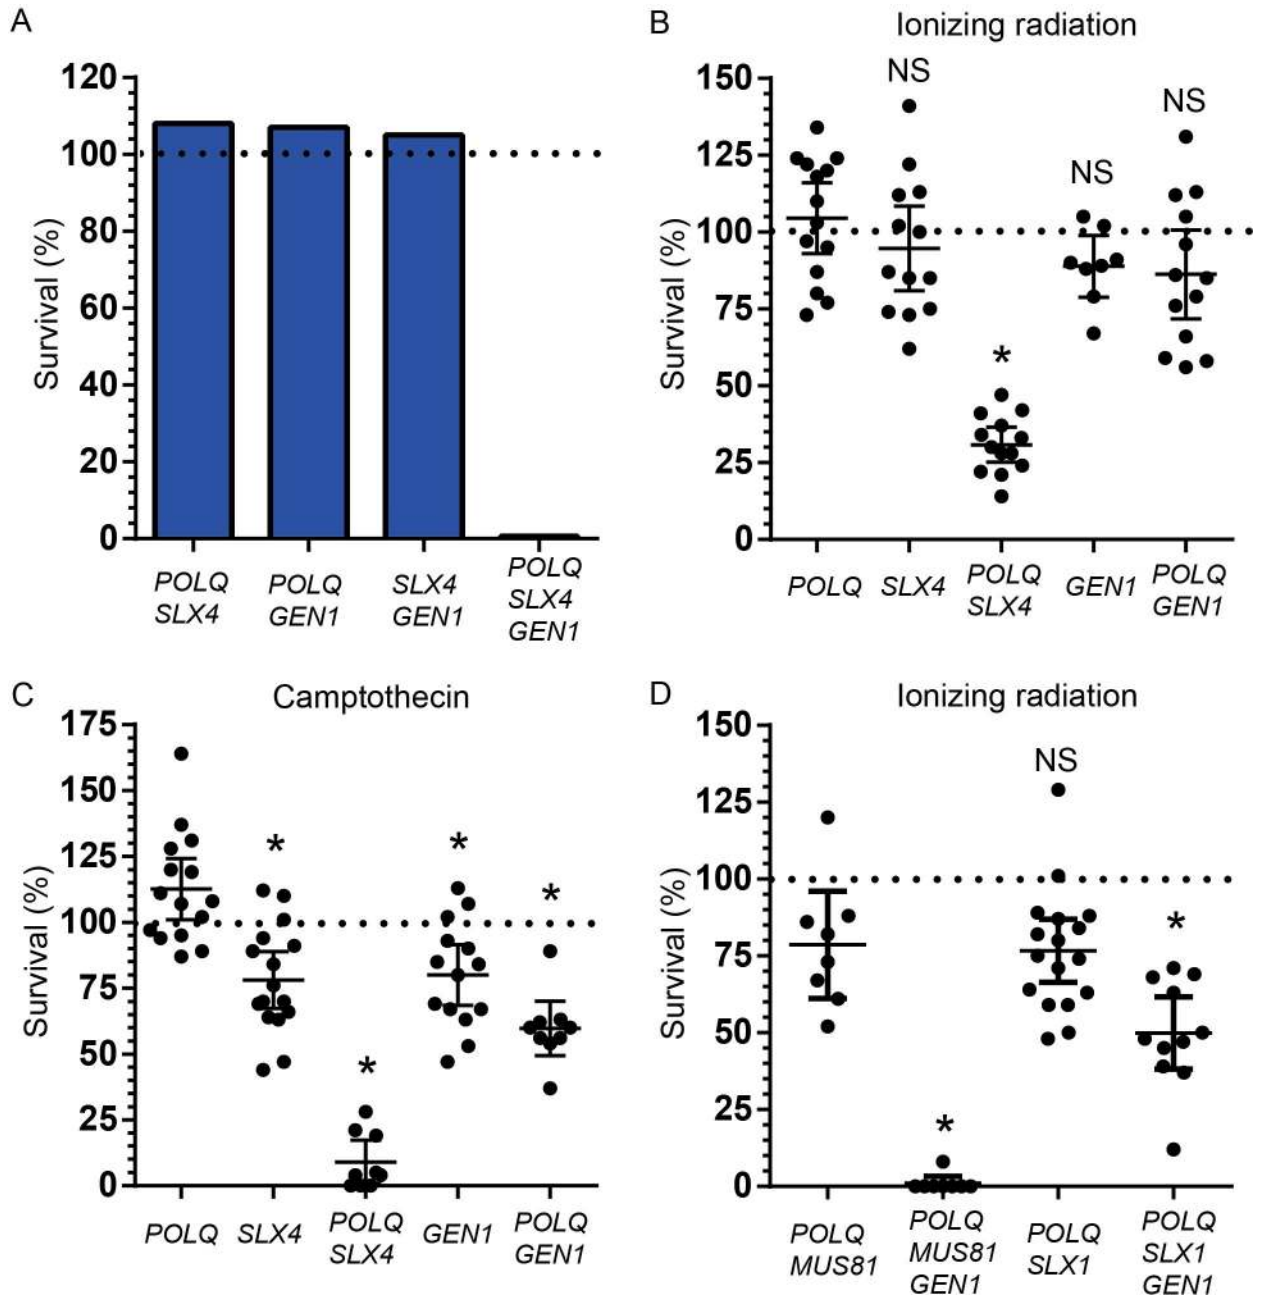 A
120
100
80
60
40
20
0
Survival (%)
POLQ
SLX4
POLQ
GEN1
SLX4
GEN1
POLQ
SLX4
GEN1
B
Ionizing radiation
150
125
100
75
50
25
0
Survival (%)
NS
*
NS
NS
POLQ
SLX4
POLQ
SLX4
GEN1
POLQ
GEN1
C
Camptothecin
175
150
125
100
75
50
25
0
Survival (%)
*
*
*
*
POLQ
SLX4
POLQ
SLX4
GEN1
POLQ
GEN1
D
Ionizing radiation
150
125
100
75
50
25
0
Survival (%)
*
NS
*
POLQ
MUS81
POLQ
MUS81
GEN1
POLQ
SLX1
POLQ
SLX1
GEN1